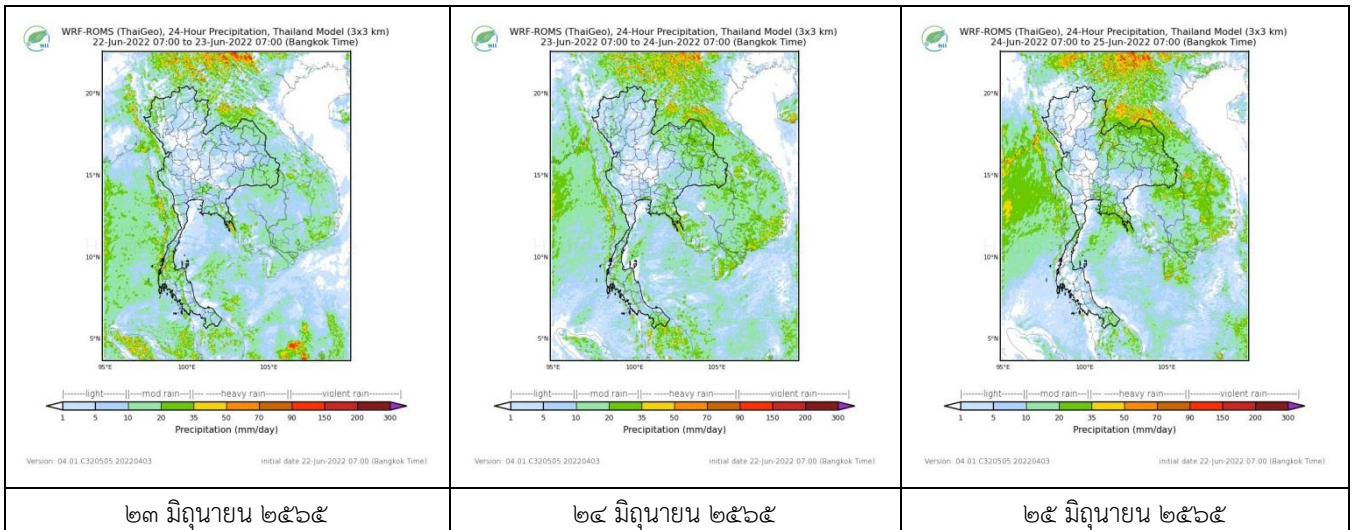 WRF-ROMS (ThaiGeo), 24-Hour Precipitation, Thailand Model (3x3 km)
22-Jun-2022 07:00 to 23-Jun-2022 07:00 (Bangkok Time)
20°N
15°N
10°N
5°N
95°E 100°E 105°E
light mod rain heavy rain violent rain
1 5 10 20 35 50 70 90 150 200 300
Precipitation (mm/day)
Version: 04.01.C320505.20220403 initial date 22-Jun-2022 07:00 (Bangkok Time)
๒๓ มิถุนายน ๒๕๖๕
WRF-ROMS (ThaiGeo), 24-Hour Precipitation, Thailand Model (3x3 km)
23-Jun-2022 07:00 to 24-Jun-2022 07:00 (Bangkok Time)
20°N
15°N
10°N
5°N
95°E 100°E 105°E
light mod rain heavy rain violent rain
1 5 10 20 35 50 70 90 150 200 300
Precipitation (mm/day)
Version: 04.01.C320505.20220403 initial date 22-Jun-2022 07:00 (Bangkok Time)
๒๔ มิถุนายน ๒๕๖๕
WRF-ROMS (ThaiGeo), 24-Hour Precipitation, Thailand Model (3x3 km)
24-Jun-2022 07:00 to 25-Jun-2022 07:00 (Bangkok Time)
20°N
15°N
10°N
5°N
95°E 100°E 105°E
light mod rain heavy rain violent rain
1 5 10 20 35 50 70 90 150 200 300
Precipitation (mm/day)
Version: 04.01.C320505.20220403 initial date 22-Jun-2022 07:00 (Bangkok Time)
๒๕ มิถุนายน ๒๕๖๕